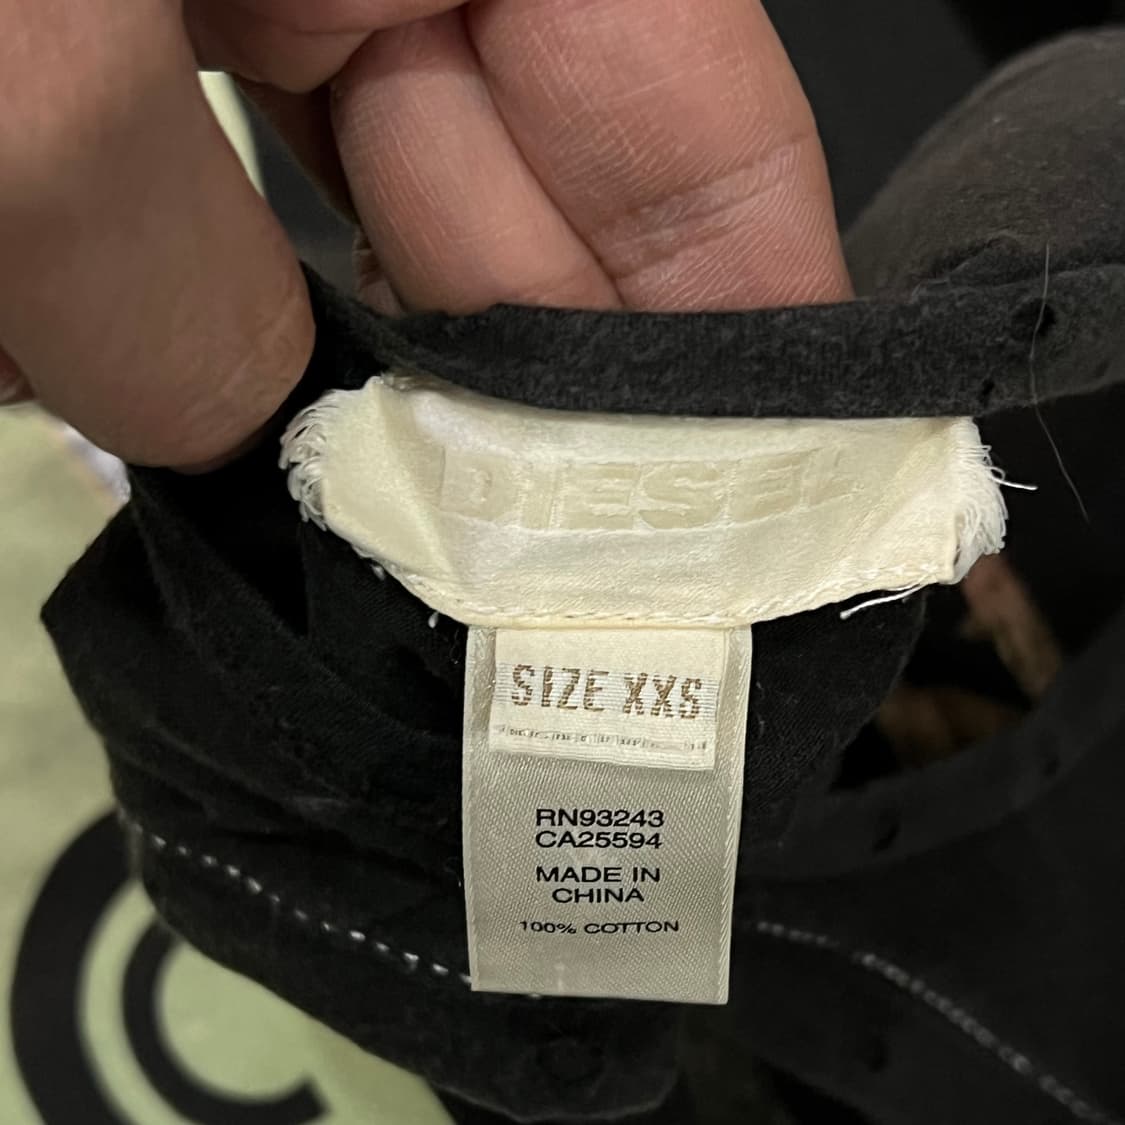 DIESEL
SIZE XXS
RN93243
CA25594
MADE IN
CHINA
100% COTTON